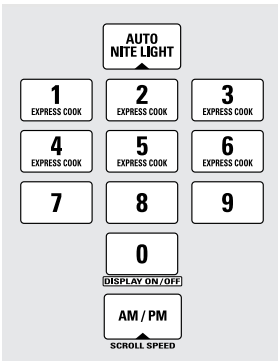 AUTO
NITE LIGHT
1 2 3
EXPRESS COOK EXPRESS COOK EXPRESS COOK
4 5 6
EXPRESS COOK EXPRESS COOK EXPRESS COOK
7 8 9
0
DISPLAY ON/OFF
AM / PM
SCROLL SPEED